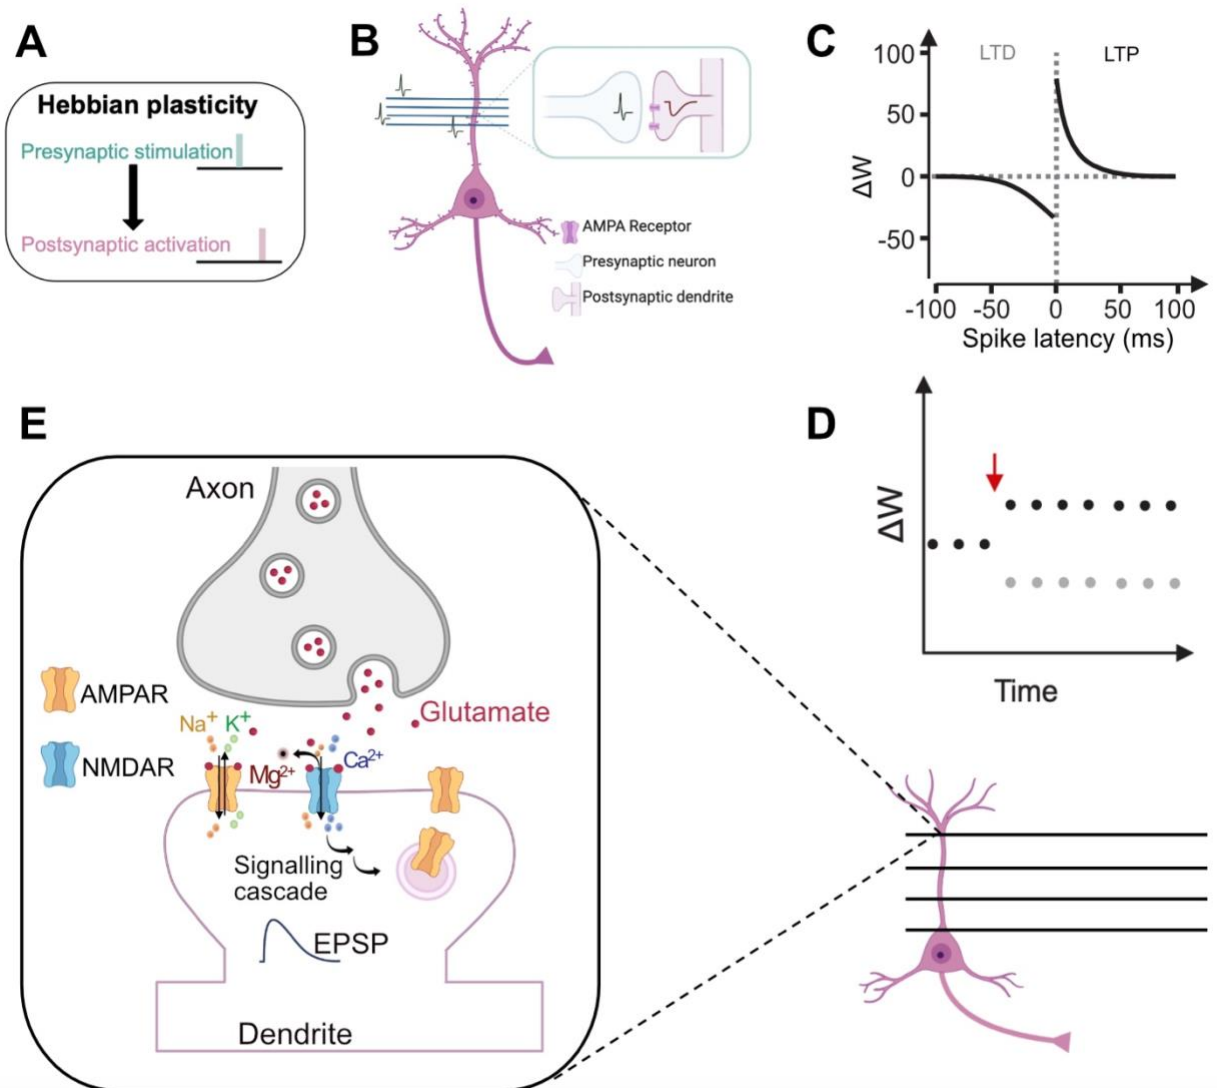 A
Hebbian plasticity
Presynaptic stimulation
Postsynaptic activation
B
AMPA Receptor
Presynaptic neuron
Postsynaptic dendrite
C
LTD
LTP
100
50
0
-50
ΔW
-100 -50 0 50 100
Spike latency (ms)
E
Axon
AMPAR
NMDAR
Na⁺ K⁺
Glutamate
Mg²⁺
Ca²⁺
Signalling
cascade
EPSP
Dendrite
D
ΔW
Time